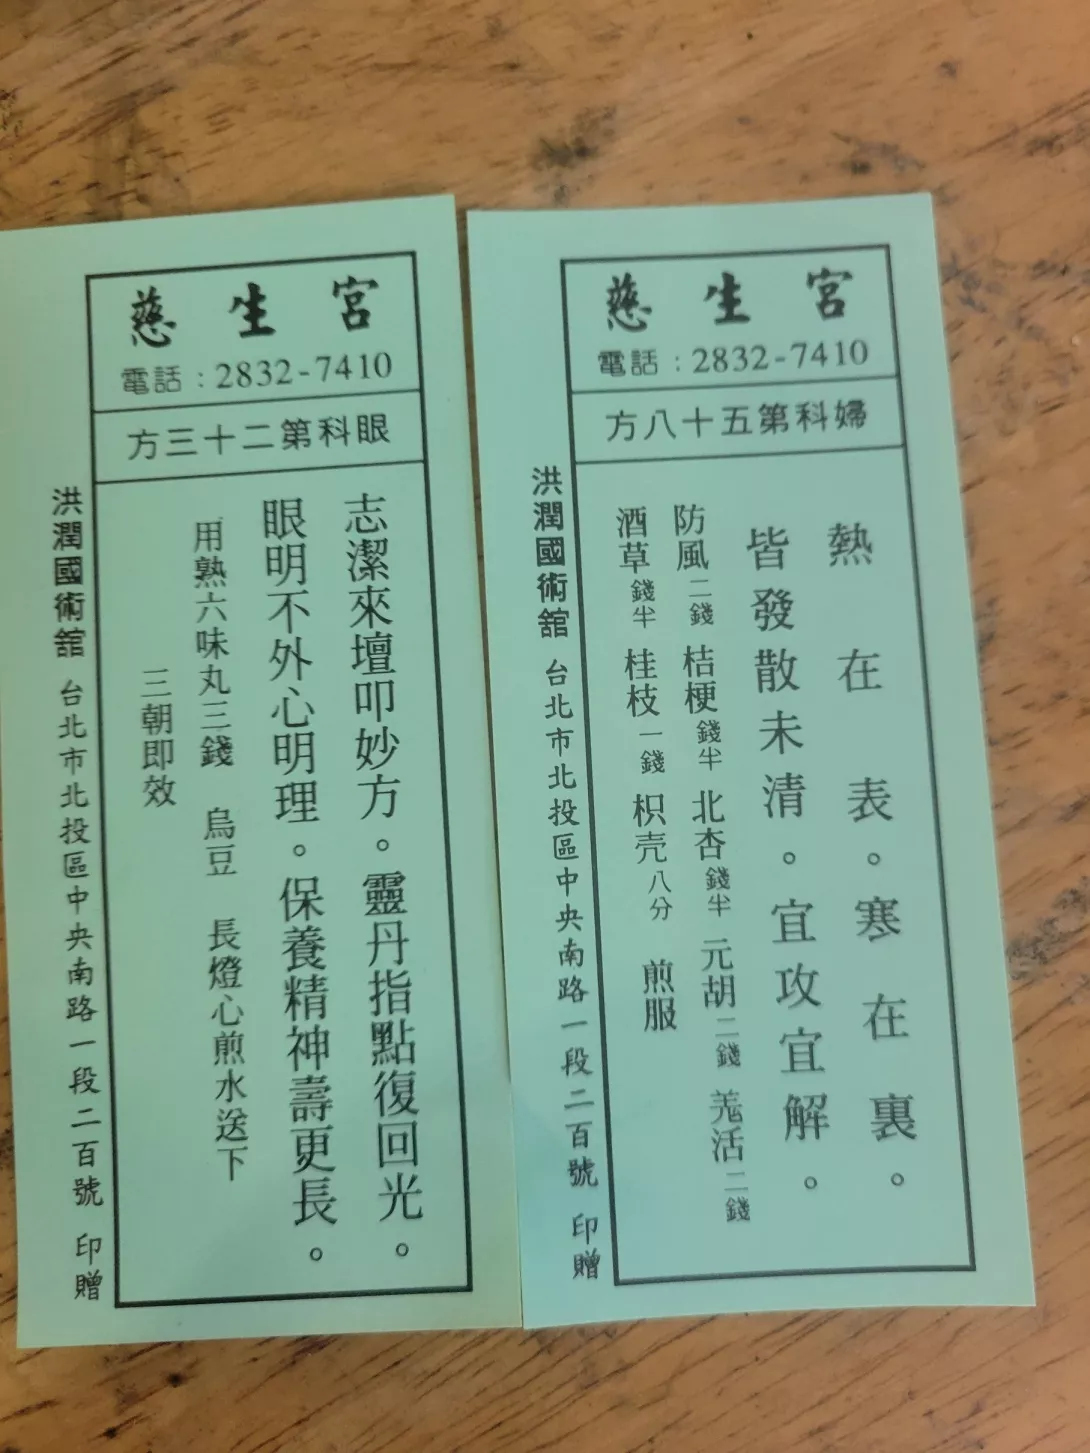 慈生宮
電話:2832-7410
眼科第二十三方
志潔來壇叩妙方。靈丹指點復回光。
眼明不外心明理。保養精神壽更長。
用熟六味丸三錢 烏豆 長燈心煎水送下
三朝即效
洪潤國術舘 台北市北投區中央南路一段二百號 印贈
慈生宮
電話:2832-7410
婦科第五十八方
熱在表。寒在裏。
皆發散未清。宜攻宜解。
防風二錢 桔梗錢半 北杏錢半 元胡二錢 羗活二錢
酒草錢半 桂枝一錢 枳壳八分 煎服
洪潤國術舘 台北市北投區中央南路一段二百號 印贈